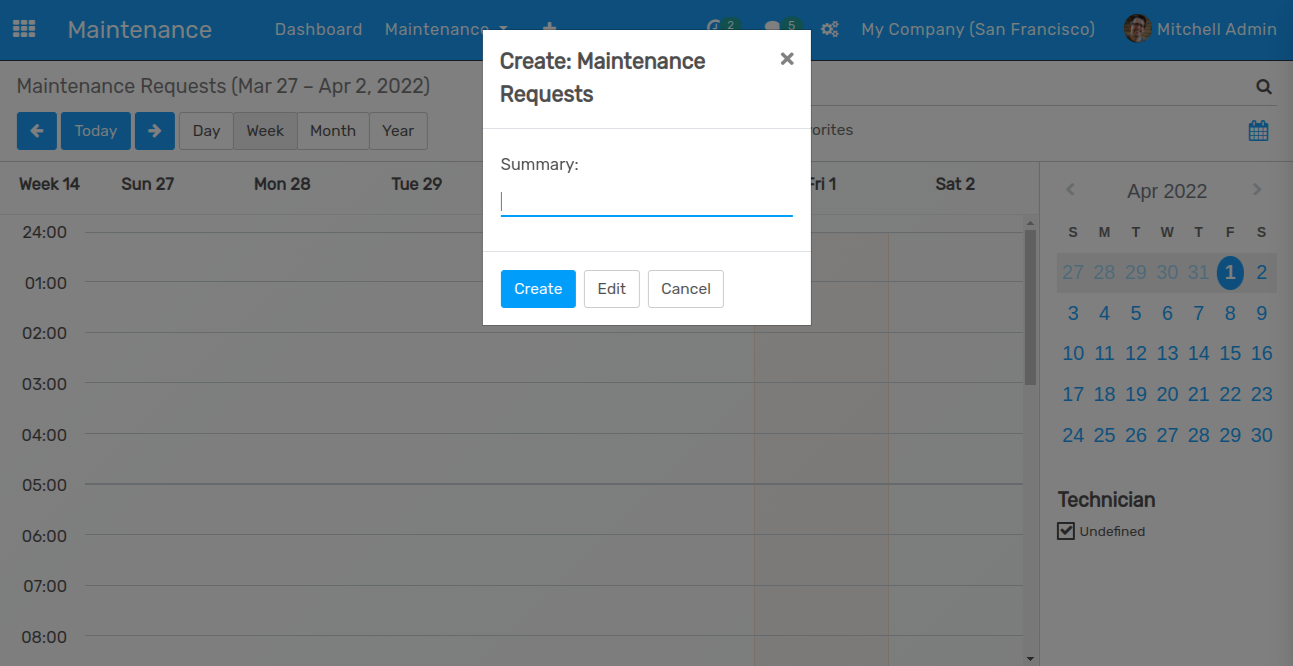 Maintenance
Dashboard
Maintenance
2
5
My Company (San Francisco)
Mitchell Admin
Maintenance Requests (Mar 27 – Apr 2, 2022)
Today
Day
Week
Month
Year
orites
Create: Maintenance
Requests
Summary:
Create
Edit
Cancel
Week 14
Sun 27
Mon 28
Tue 29
Fri 1
Sat 2
24:00
01:00
02:00
03:00
04:00
05:00
06:00
07:00
08:00
Apr 2022
S M T W T F S
27 28 29 30 31 1 2
3 4 5 6 7 8 9
10 11 12 13 14 15 16
17 18 19 20 21 22 23
24 25 26 27 28 29 30
Technician
Undefined